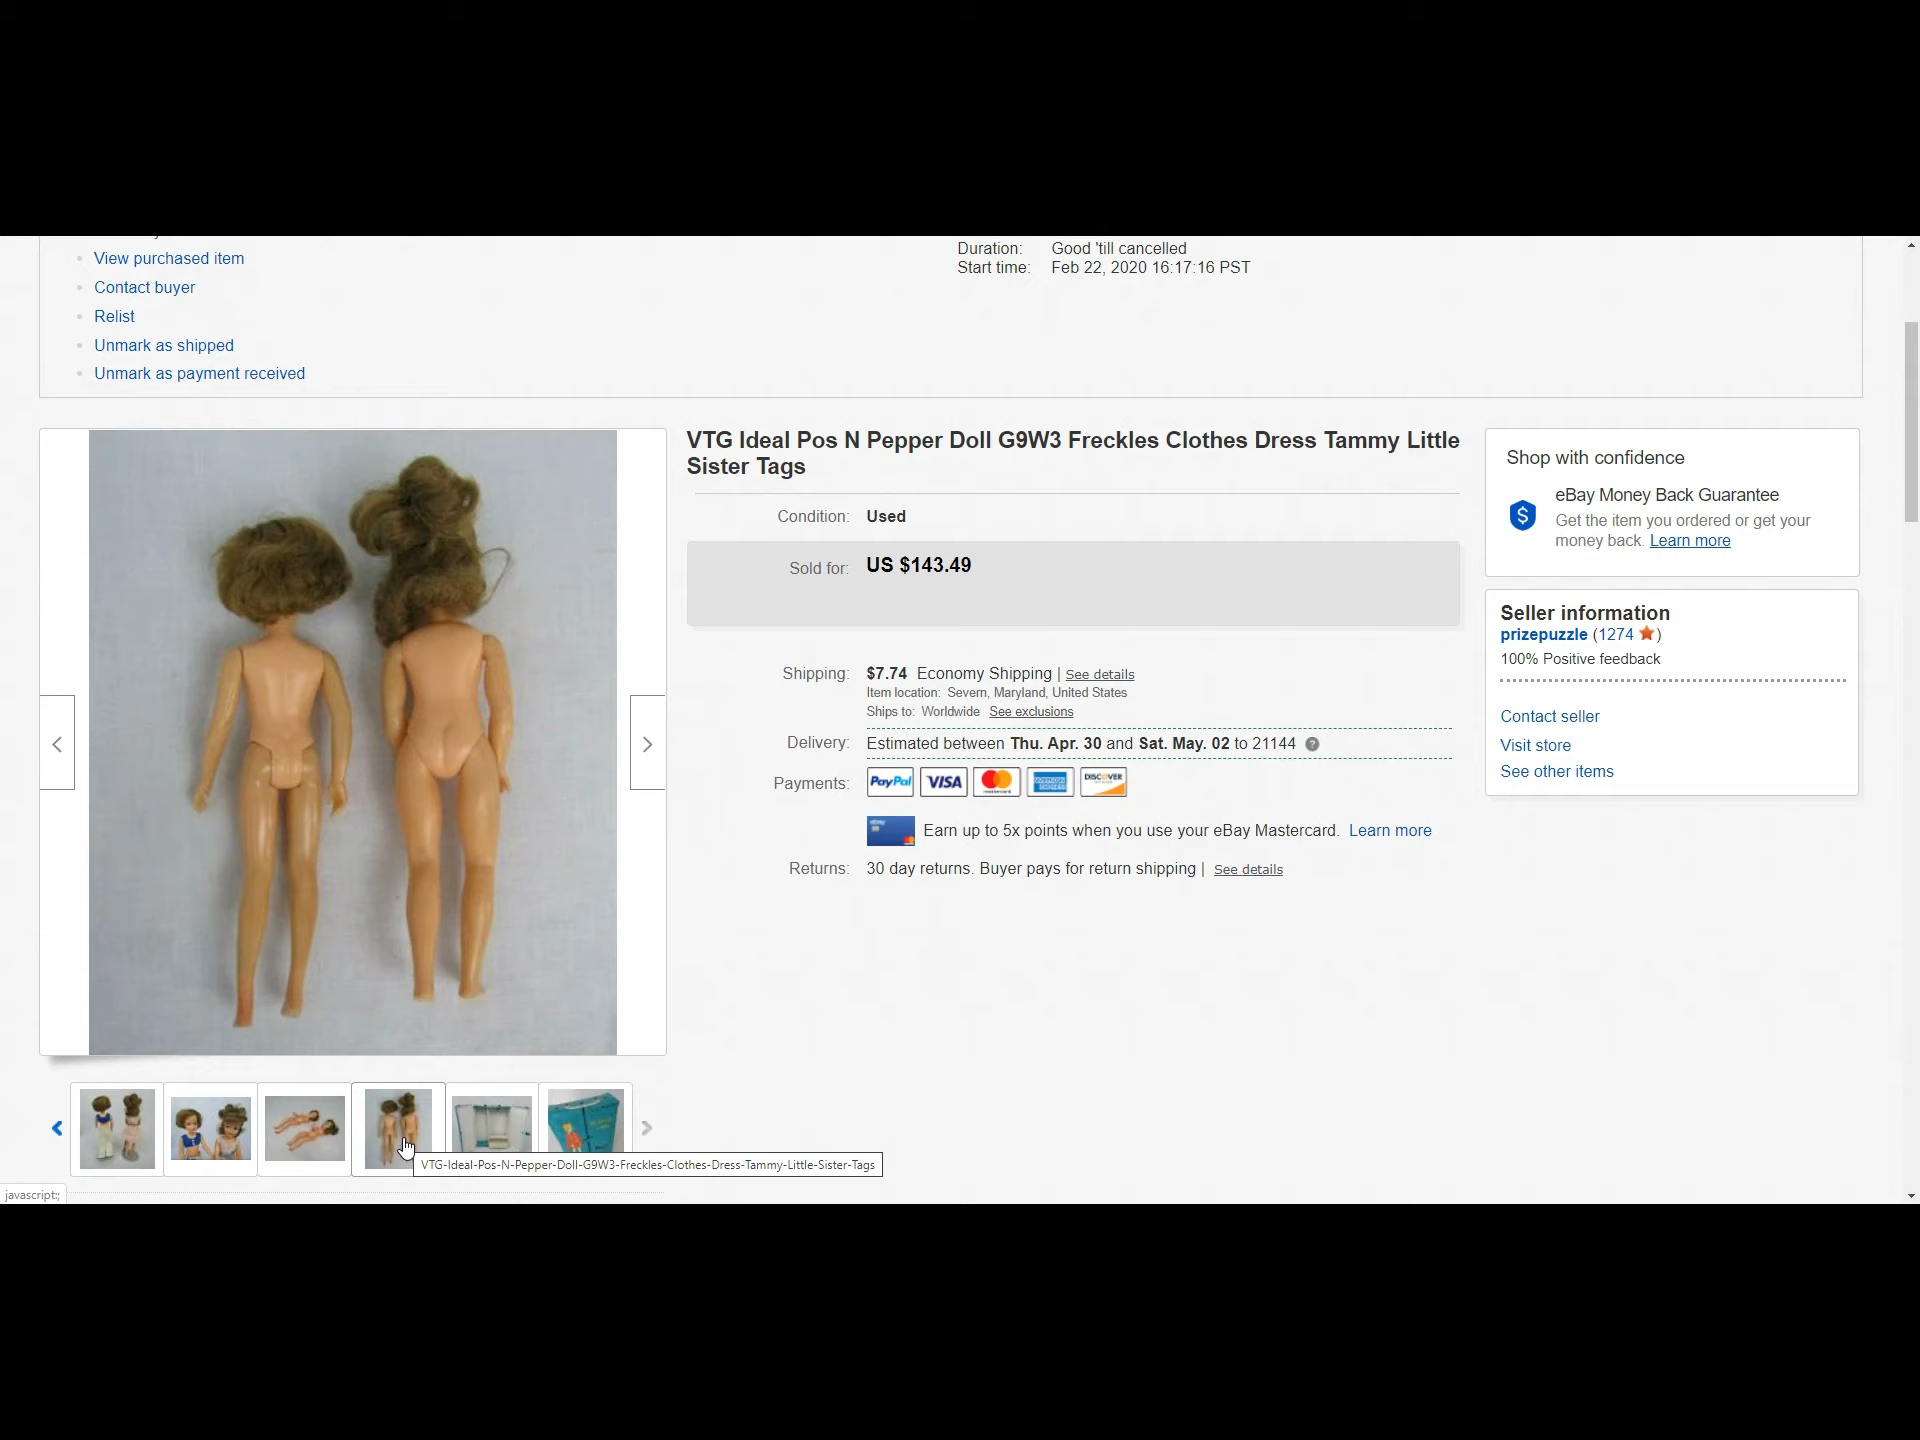 View purchased item
Contact buyer
Relist
Unmark as shipped
Unmark as payment received
Duration: Good 'till cancelled
Start time: Feb 22, 2020 16:17:16 PST
VTG Ideal Pos N Pepper Doll G9W3 Freckles Clothes Dress Tammy Little
Sister Tags
Condition: Used
Sold for: US $143.49
Shipping: $7.74 Economy Shipping | See details
Item location: Severn, Maryland, United States
Ships to: Worldwide See exclusions
Delivery: Estimated between Thu. Apr. 30 and Sat. May. 02 to 21144 ?
Payments: PayPal VISA mastercard AMERICAN EXPRESS DISCOVER
ebay Earn up to 5x points when you use your eBay Mastercard. Learn more
Returns: 30 day returns. Buyer pays for return shipping | See details
Shop with confidence
eBay Money Back Guarantee
$ Get the item you ordered or get your
money back. Learn more
Seller information
prizepuzzle (1274)
100% Positive feedback
Contact seller
Visit store
See other items
VTG-Ideal-Pos-N-Pepper-Doll-G9W3-Freckles-Clothes-Dress-Tammy-Little-Sister-Tags
javascript:;